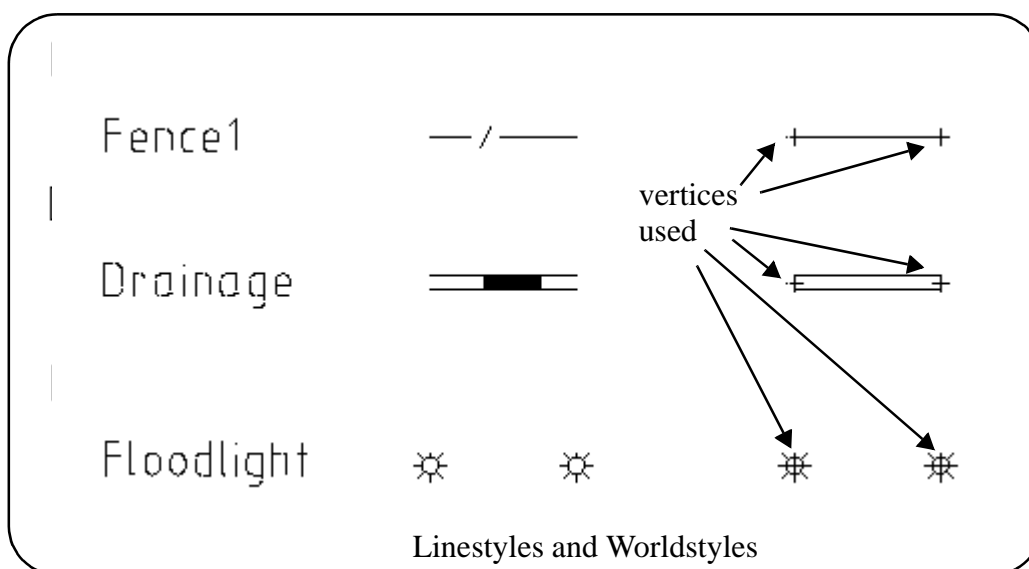 Fence1
vertices
used
Drainage
Floodlight
Linestyles and Worldstyles